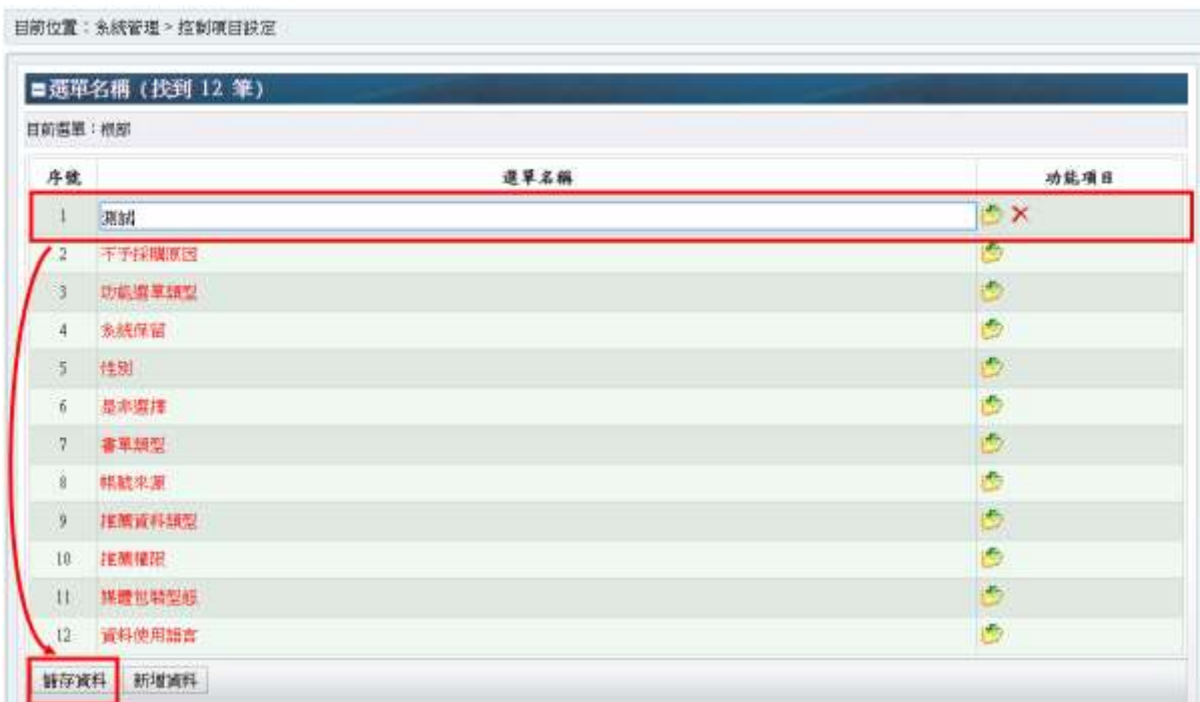 目前位置：系統管理 > 控制項目設定
選單名稱 (找到 12 筆)
目前選單：根部
序號 選單名稱 功能項目
1 測試
2 不予採購原因
3 功能選單類型
4 系統保留
5 性別
6 是非選擇
7 書單類型
8 帳號來源
9 推薦資料類型
10 推薦權限
11 媒體包裝型態
12 資料使用語言
儲存資料 新增資料